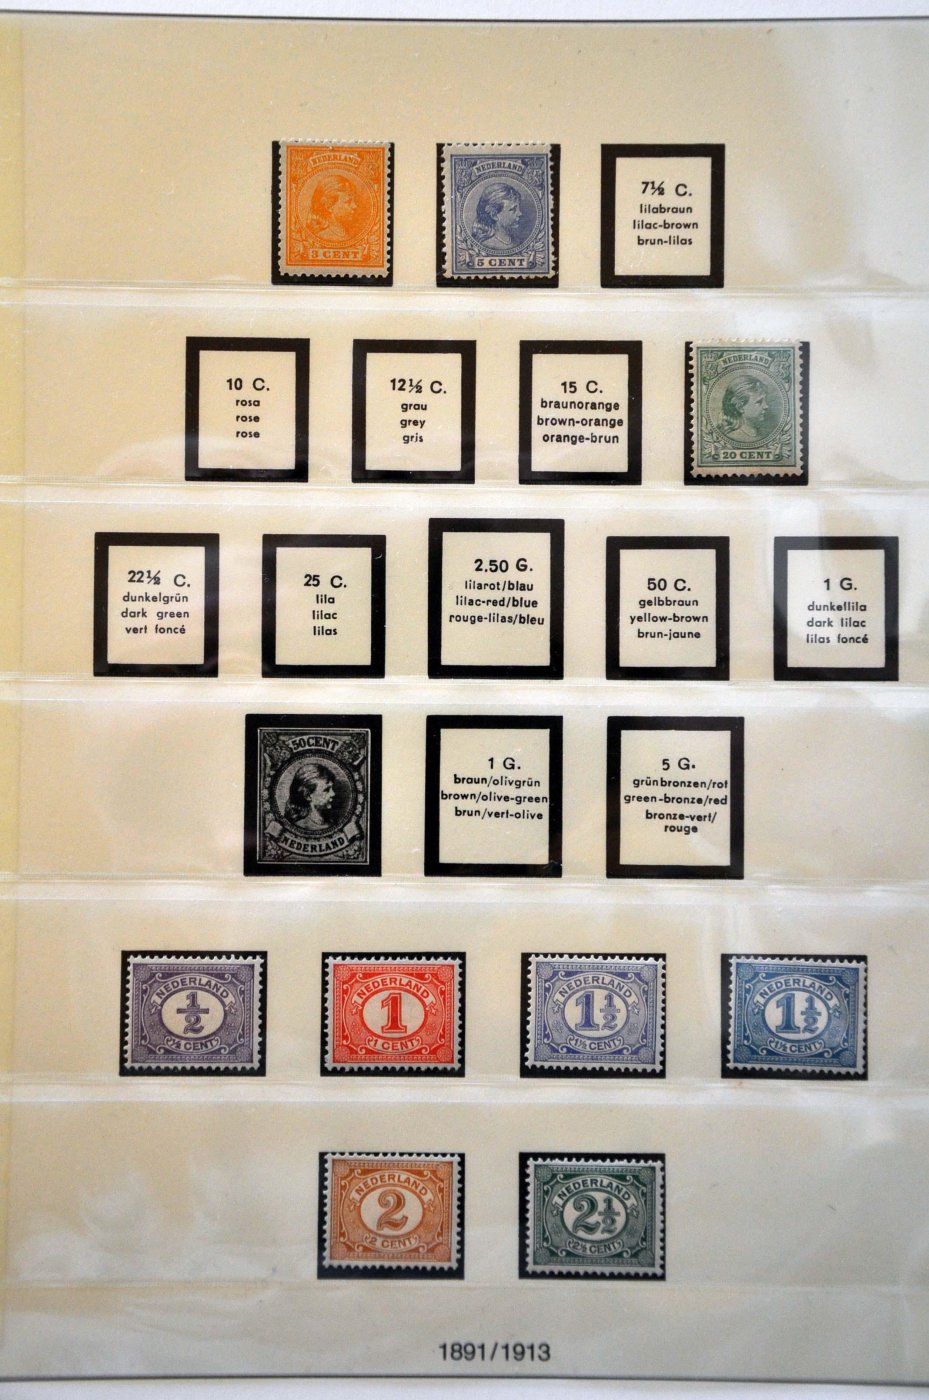 NEDERLAND
3 CENT
NEDERLAND
5 CENT
7½ C.
lilabraun
lilac-brown
brun-lilas
10 C.
rosa
rose
rose
12½ C.
grau
grey
gris
15 C.
braunorange
brown-orange
orange-brun
NEDERLAND
20 CENT
22½ C.
dunkelgrün
dark green
vert foncé
25 C.
lila
lilac
lilas
2.50 G.
lilarot/blau
lilac-red/blue
rouge-lilas/bleu
50 C.
gelbbraun
yellow-brown
brun-jaune
1 G.
dunkellila
dark lilac
lilas foncé
50 CENT
NEDERLAND
1 G.
braun/olivgrün
brown/olive-green
brun/vert-olive
5 G.
grünbronzen/rot
green-bronze/red
bronze-vert/
rouge
NEDERLAND
½
½ CENT
NEDERLAND
1
1 CENT
NEDERLAND
1½
1½ CENT
NEDERLAND
1½
1½ CENT
NEDERLAND
2
2 CENT
NEDERLAND
2½
2½ CENT
1891/1913